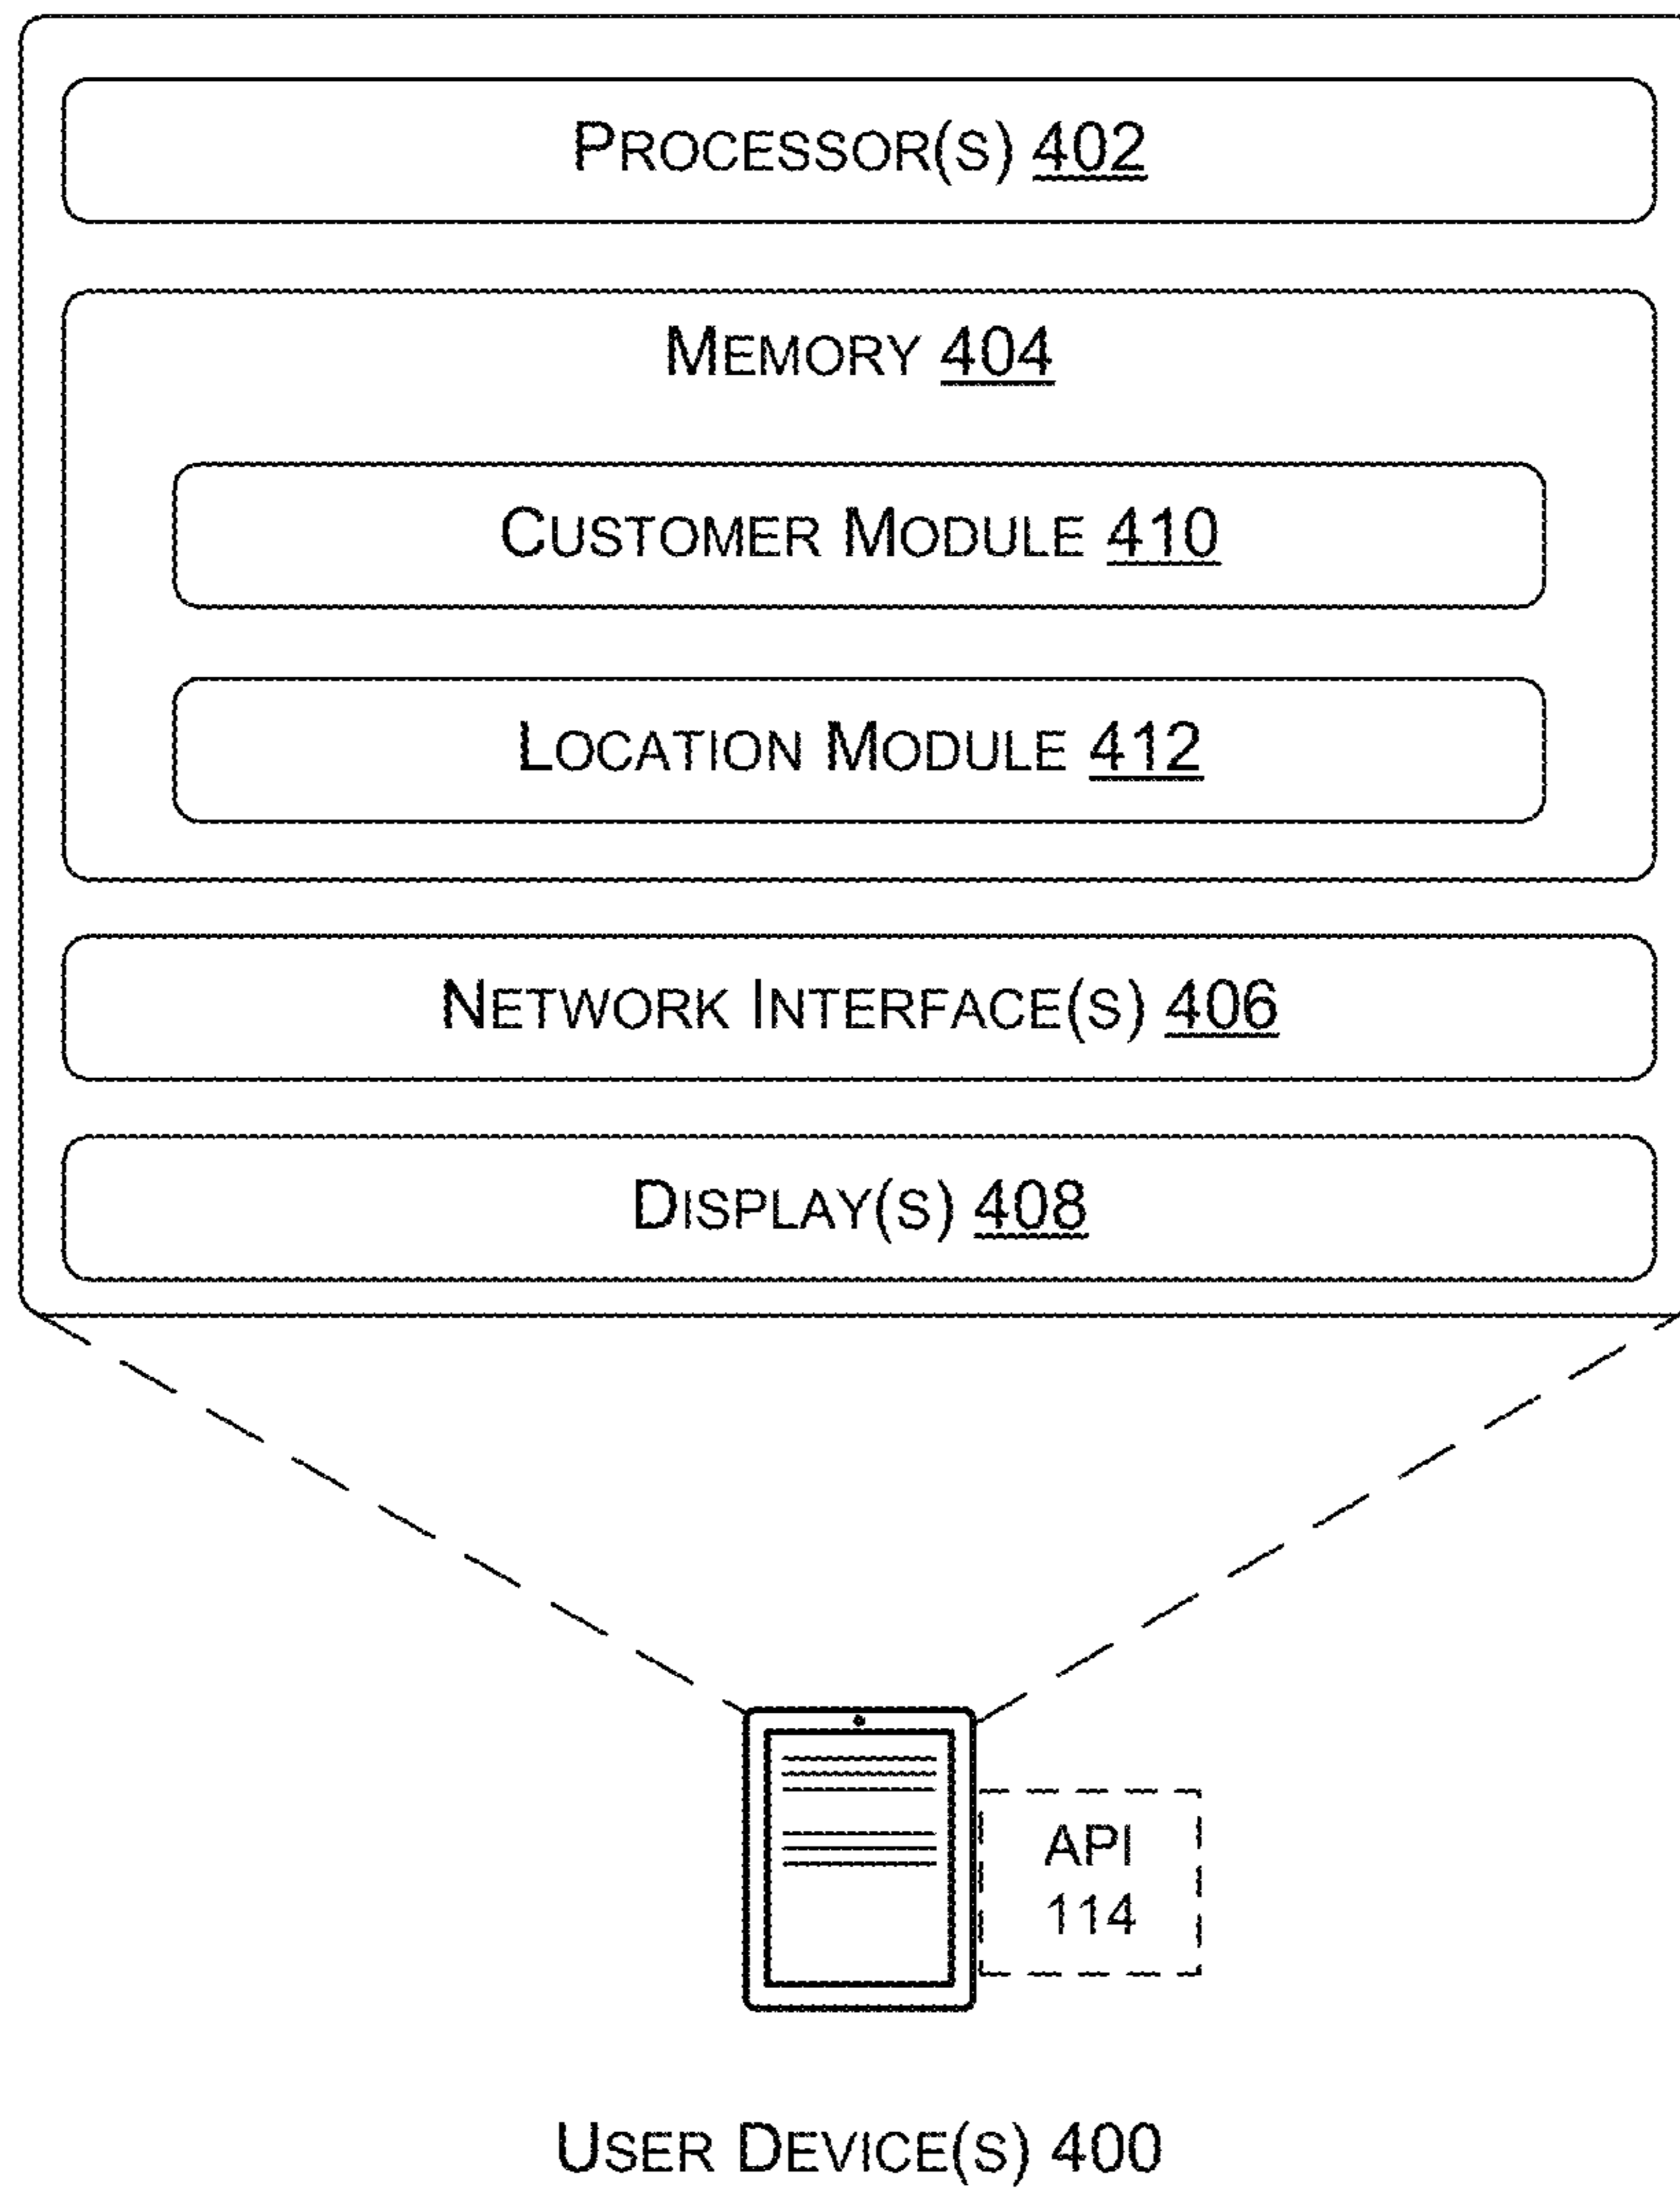 PROCESSOR(S) 402
MEMORY 404
CUSTOMER MODULE 410
LOCATION MODULE 412
NETWORK INTERFACE(S) 406
DISPLAY(S) 408
API
114
USER DEVICE(S) 400